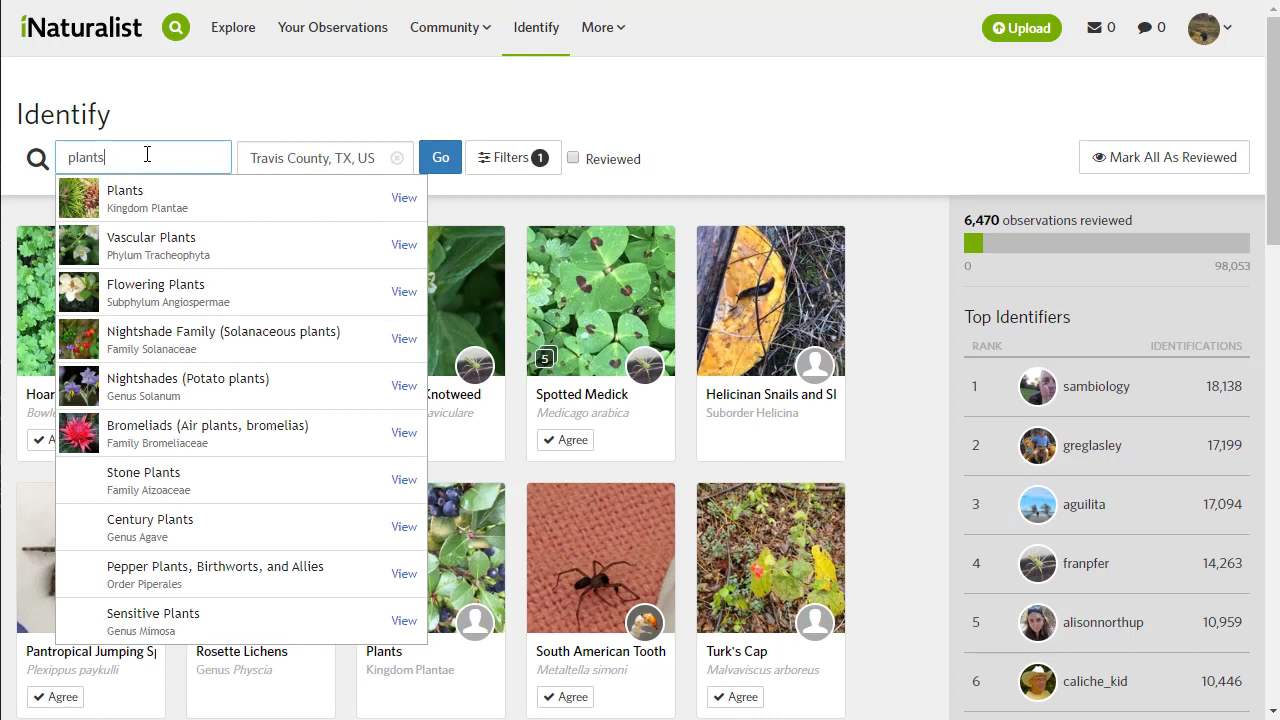 iNaturalist
Explore
Your Observations
Community
Identify
More
Upload
0
0
Identify
plants
Travis County, TX, US
Go
Filters 1
Reviewed
Mark All As Reviewed
Plants
Kingdom Plantae
View
Vascular Plants
Phylum Tracheophyta
View
Flowering Plants
Subphylum Angiospermae
View
Nightshade Family (Solanaceous plants)
Family Solanaceae
View
Nightshades (Potato plants)
Genus Solanum
View
Bromeliads (Air plants, bromelias)
Family Bromeliaceae
View
Stone Plants
Family Aizoaceae
View
Century Plants
Genus Agave
View
Pepper Plants, Birthworts, and Allies
Order Piperales
View
Sensitive Plants
Genus Mimosa
View
Hoar
Bowle
A
Knotweed
aviculare
5
Spotted Medick
Medicago arabica
Agree
Helicinan Snails and Sl
Suborder Helicina
Pantropical Jumping Sp
Plexippus paykulli
Agree
Rosette Lichens
Genus Physcia
Plants
Kingdom Plantae
South American Tooth
Metaltella simoni
Agree
Turk's Cap
Malvaviscus arboreus
Agree
6,470 observations reviewed
0
98,053
Top Identifiers
RANK
IDENTIFICATIONS
1 sambiology 18,138
2 greglasley 17,199
3 aguilita 17,094
4 franpfer 14,263
5 alisonnorthup 10,959
6 caliche_kid 10,446